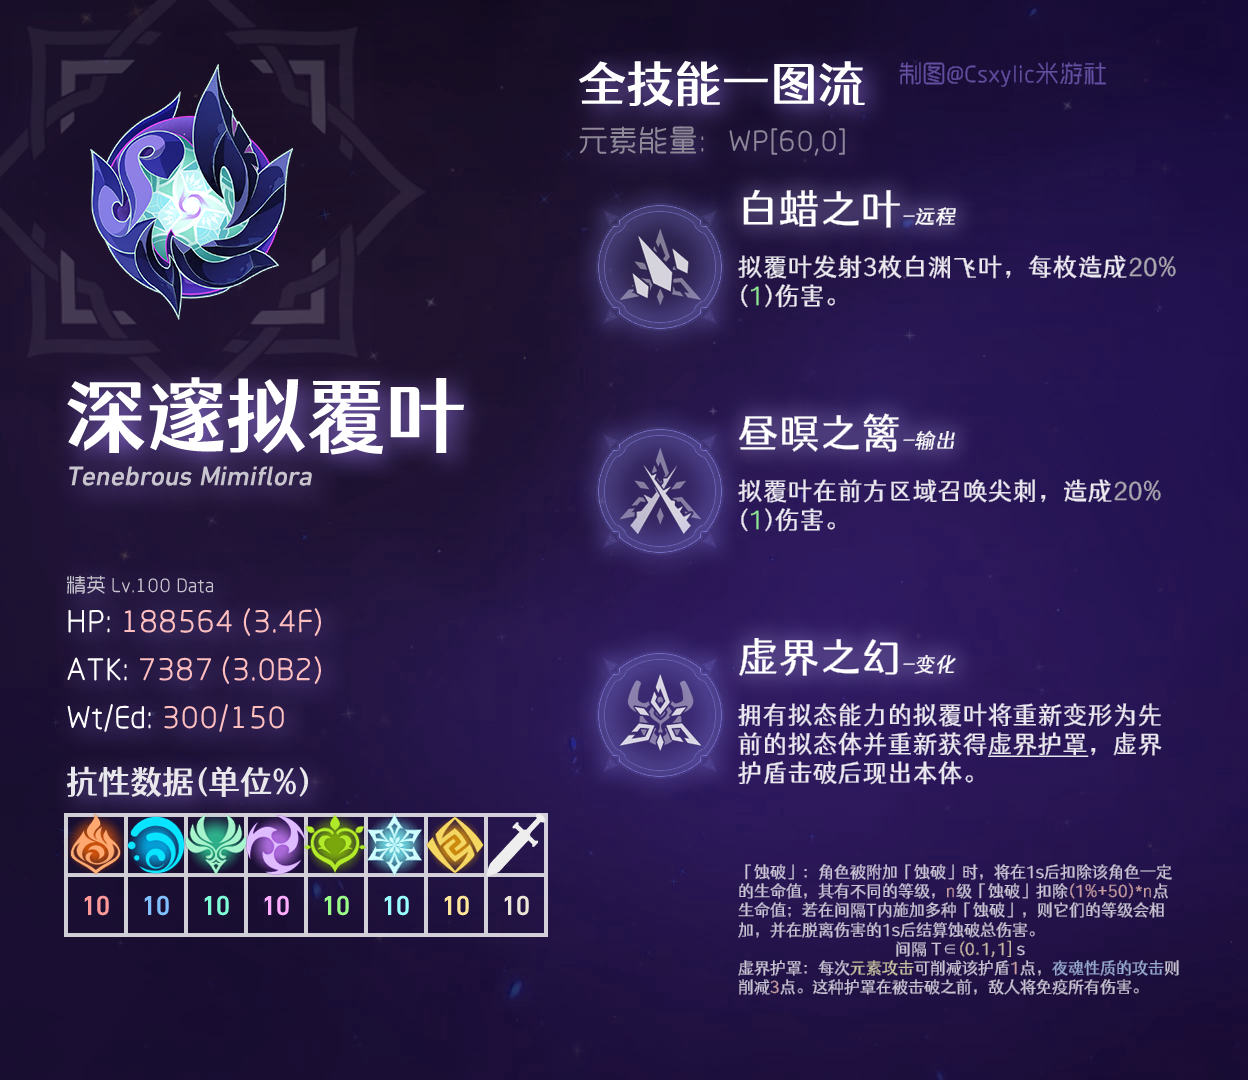 全技能一图流
制图@Csxylic米游社
元素能量： WP[60,0]
白蜡之叶–远程
拟覆叶发射3枚白渊飞叶，每枚造成20%
(1)伤害。
深邃拟覆叶
Tenebrous Mimiflora
昼暝之篱–输出
拟覆叶在前方区域召唤尖刺，造成20%
(1)伤害。
精英 Lv.100 Data
HP: 188564 (3.4F)
ATK: 7387 (3.0B2)
Wt/Ed: 300/150
虚界之幻–变化
拥有拟态能力的拟覆叶将重新变形为先
前的拟态体并重新获得虚界护罩，虚界
护盾击破后现出本体。
抗性数据(单位%)
10 10 10 10 10 10 10 10
「蚀破」：角色被附加「蚀破」时，将在1s后扣除该角色一定
的生命值，其有不同的等级，n级「蚀破」扣除(1%+50)*n点
生命值；若在间隔T内施加多种「蚀破」，则它们的等级会相
加，并在脱离伤害的1s后结算蚀破总伤害。
间隔 T∈(0.1,1] s
虚界护罩：每次元素攻击可削减该护盾1点，夜魂性质的攻击则
削减3点。这种护罩在被击破之前，敌人将免疫所有伤害。